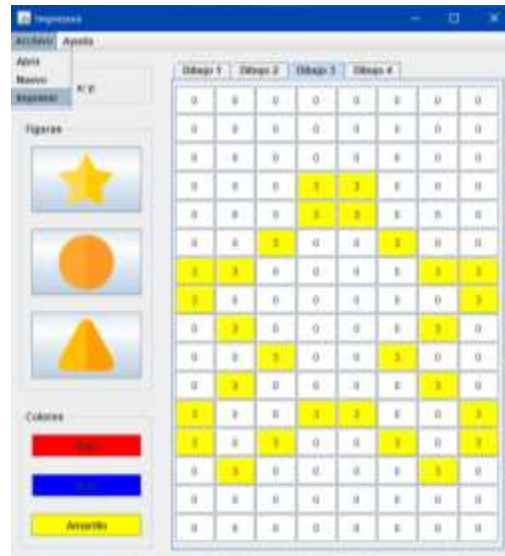 Impresora
Archivo Ayuda
Abrir
Nuevo
Imprimir
X: 0
Dibujo 1 Dibujo 2 Dibujo 3 Dibujo 4
Figuras
0 0 0 0 0 0 0 0
0 0 0 0 0 0 0 0
0 0 0 0 0 0 0 0
0 0 0 3 3 0 0 0
0 0 0 3 3 0 0 0
0 0 3 0 0 3 0 0
3 3 0 0 0 0 3 3
3 0 0 0 0 0 0 3
0 3 0 0 0 0 3 0
0 0 3 0 0 3 0 0
0 3 0 0 0 0 3 0
3 0 0 3 3 0 0 3
3 0 3 0 0 3 0 3
0 3 0 0 0 0 3 0
0 0 0 0 0 0 0 0
0 0 0 0 0 0 0 0
Colores
Rojo
Azul
Amarillo